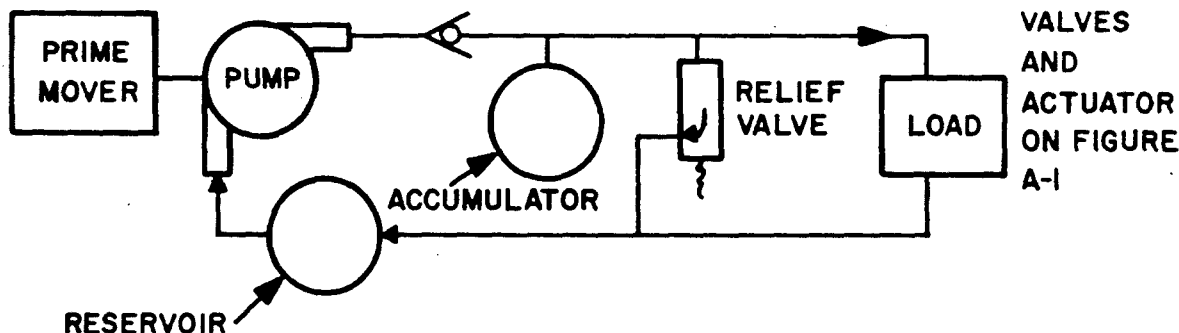 PRIME
MOVER
PUMP
ACCUMULATOR
RELIEF
VALVE
LOAD
VALVES
AND
ACTUATOR
ON FIGURE
A-1
RESERVOIR